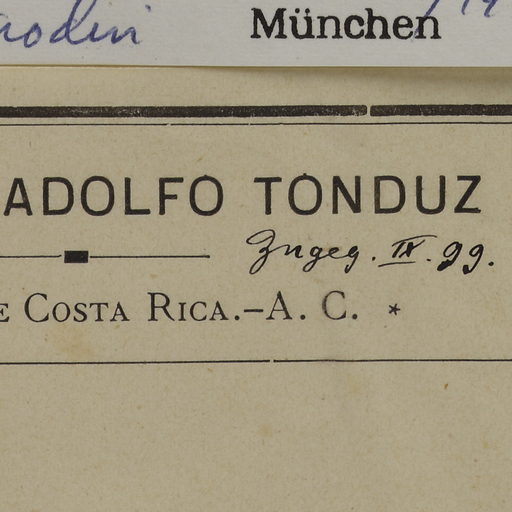 München
ADOLFO TONDUZ
Zugeg. IX. 99.
E COSTA RICA.–A. C. *